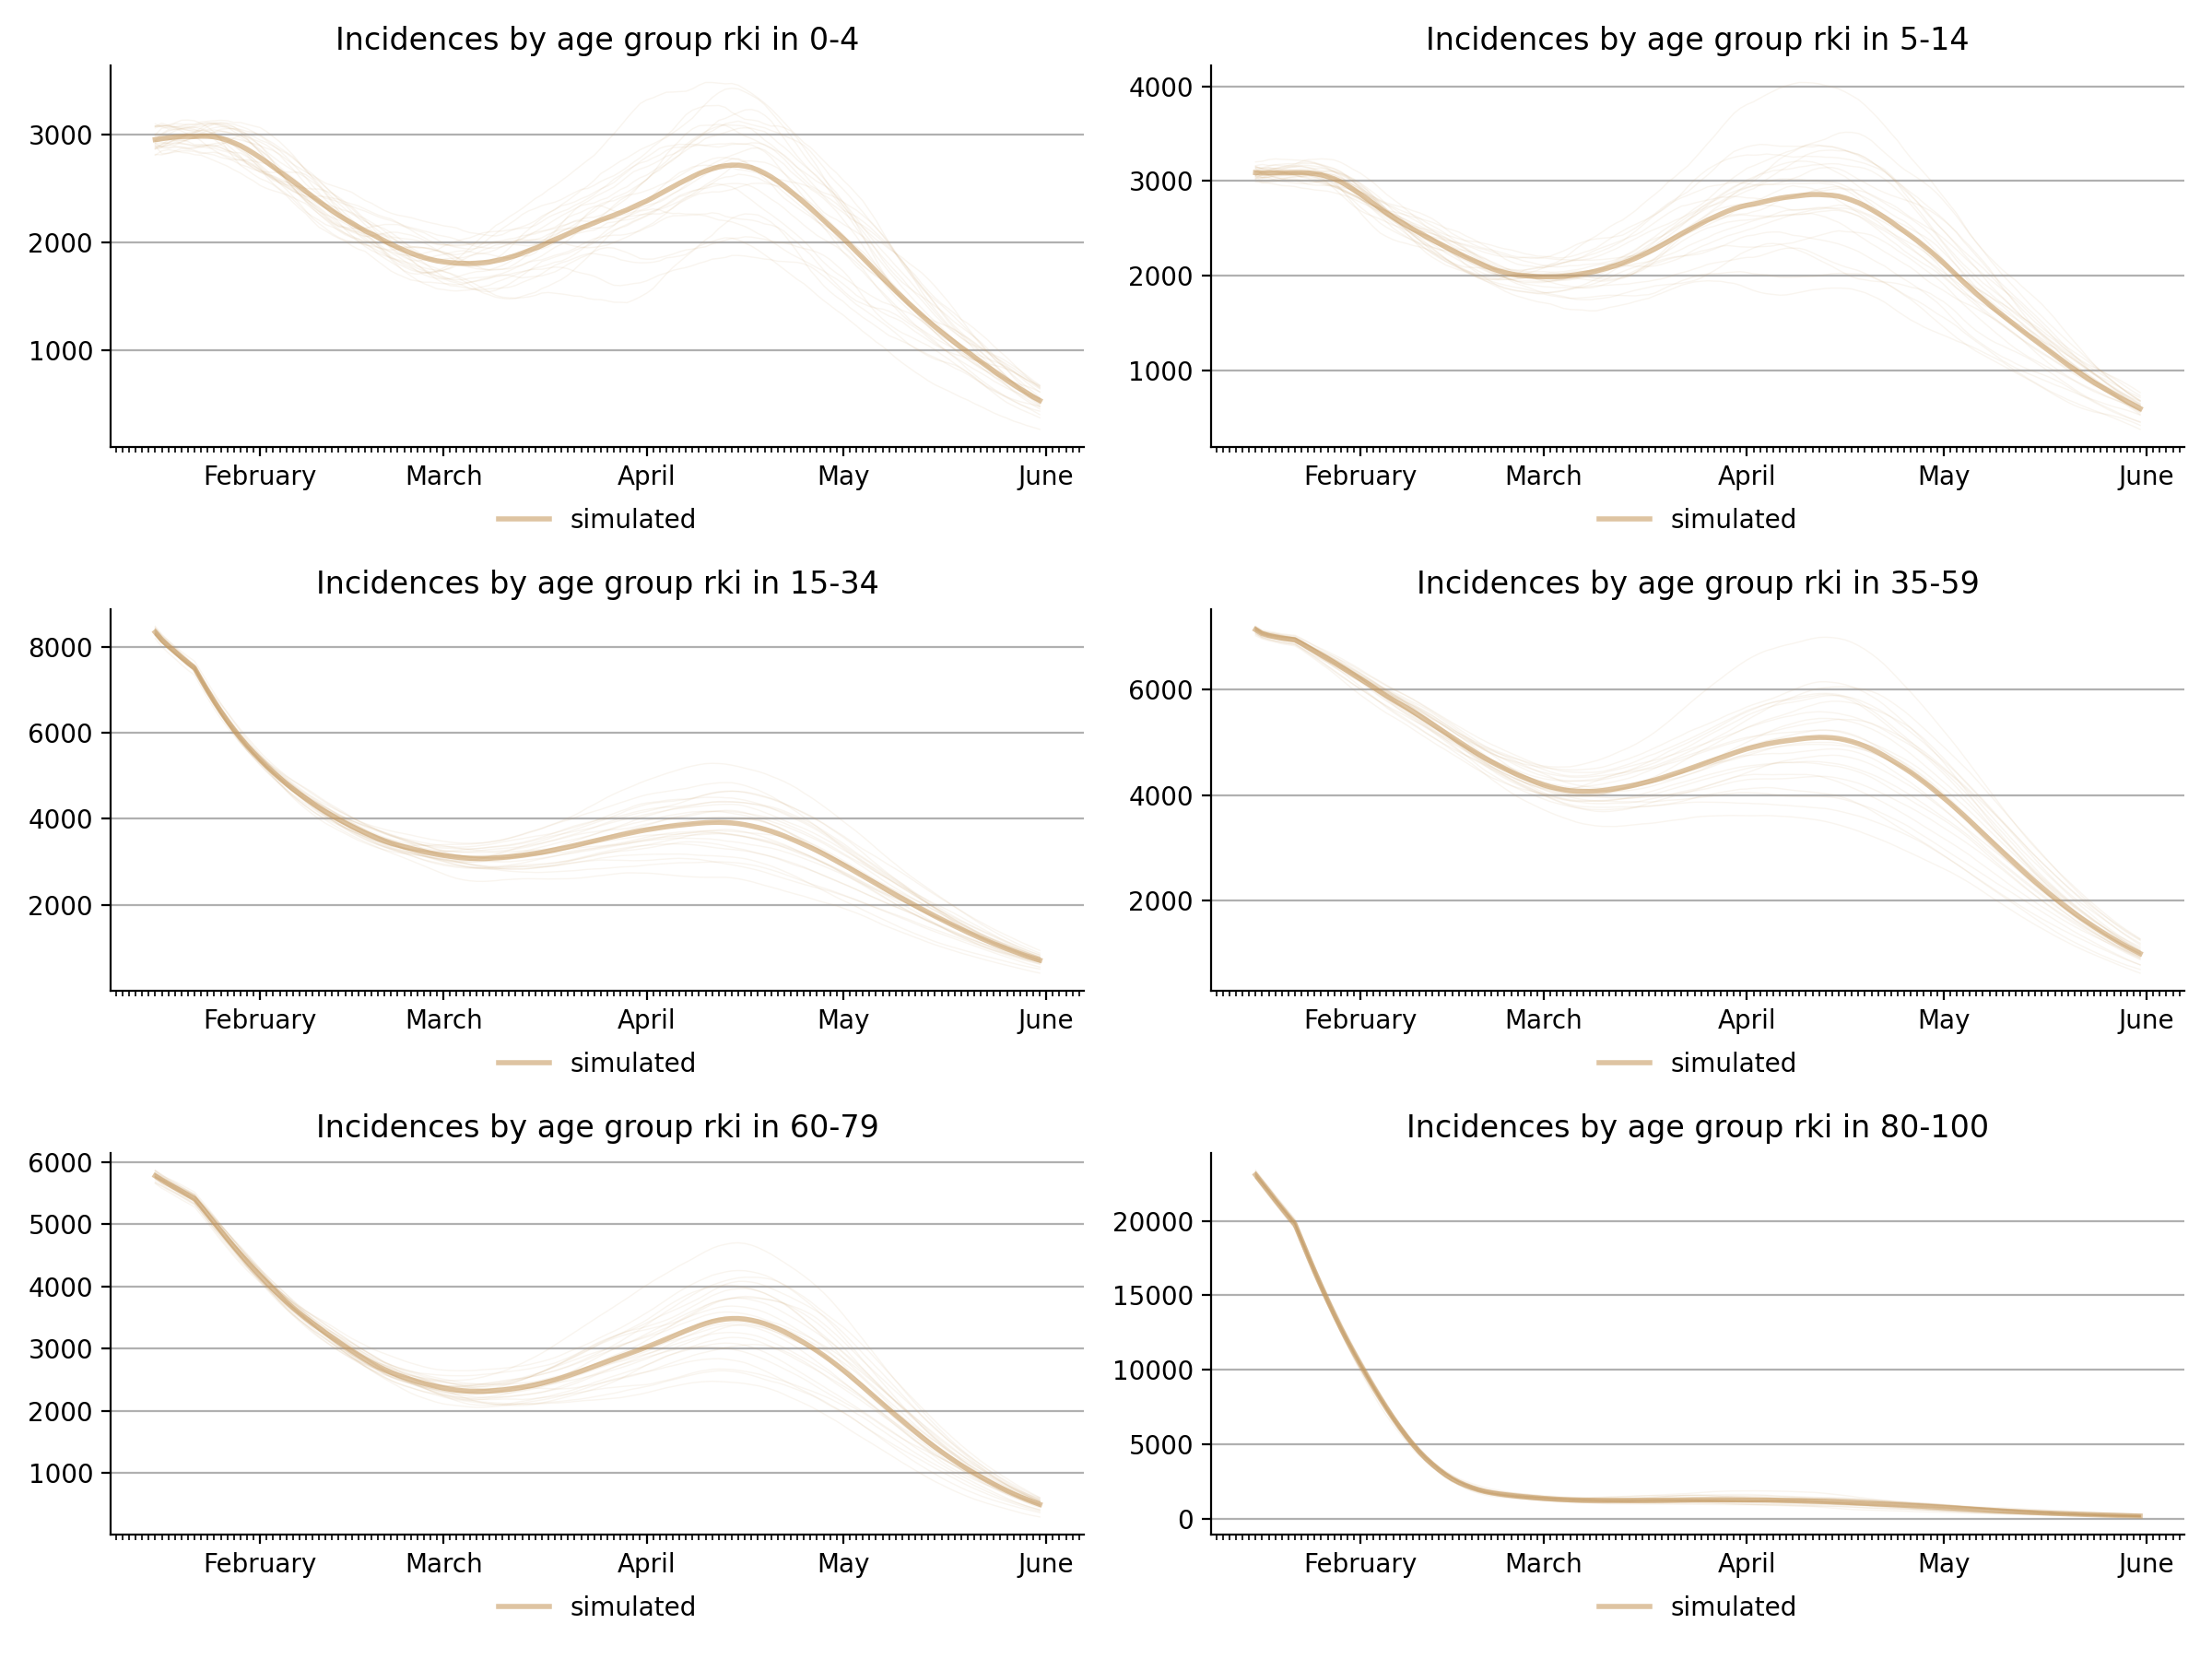 Incidences by age group rki in 0-4
3000
2000
1000
February March April May June
simulated
Incidences by age group rki in 5-14
4000
3000
2000
1000
February March April May June
simulated
Incidences by age group rki in 15-34
8000
6000
4000
2000
February March April May June
simulated
Incidences by age group rki in 35-59
6000
4000
2000
February March April May June
simulated
Incidences by age group rki in 60-79
6000
5000
4000
3000
2000
1000
February March April May June
simulated
Incidences by age group rki in 80-100
20000
15000
10000
5000
0
February March April May June
simulated